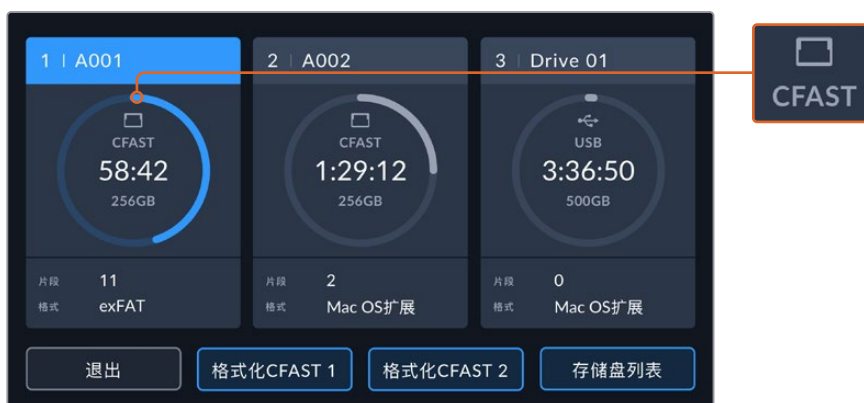 1 | A001
CFAST
58:42
256GB
片段 11
格式 exFAT
2 | A002
CFAST
1:29:12
256GB
片段 2
格式 Mac OS扩展
3 | Drive 01
USB
3:36:50
500GB
片段 0
格式 Mac OS扩展
退出
格式化CFAST 1
格式化CFAST 2
存储盘列表
CFAST